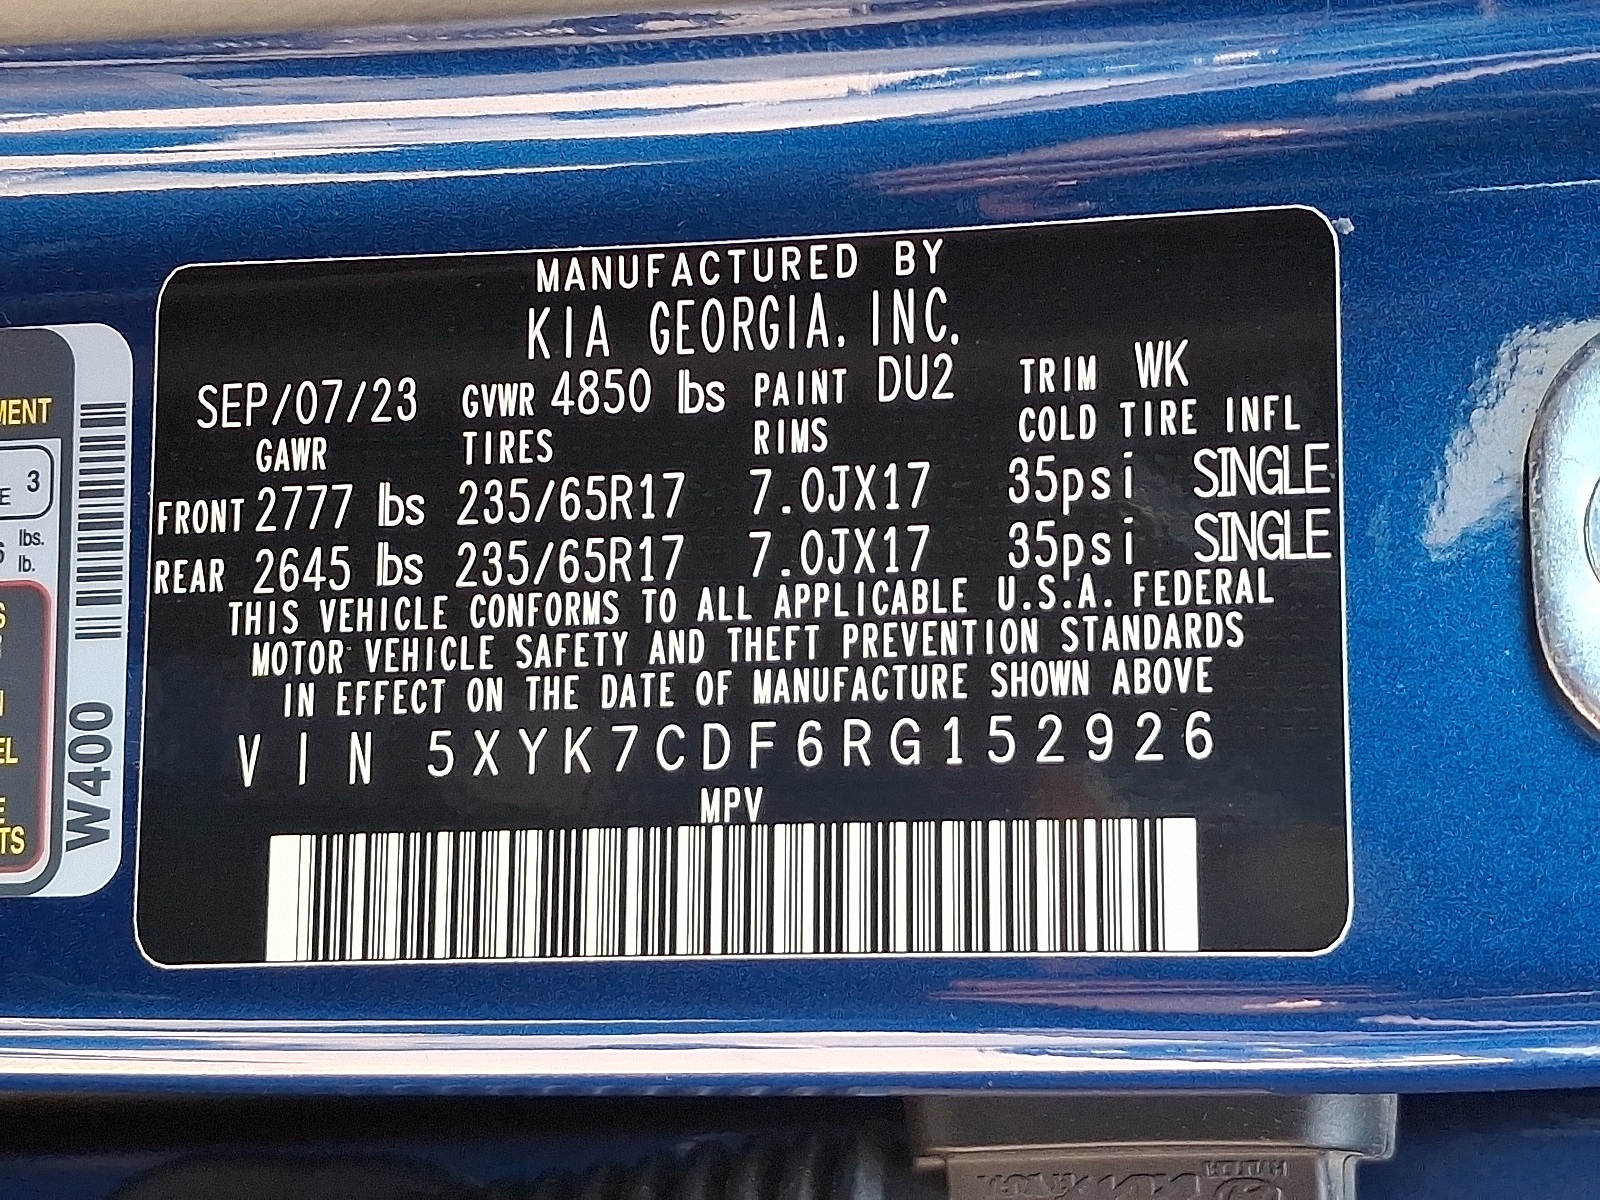 MANUFACTURED BY
KIA GEORGIA, INC.
SEP/07/23 GVWR 4850 lbs PAINT DU2 TRIM WK
GAWR TIRES RIMS COLD TIRE INFL
FRONT 2777 lbs 235/65R17 7.0JX17 35psi SINGLE
REAR 2645 lbs 235/65R17 7.0JX17 35psi SINGLE
THIS VEHICLE CONFORMS TO ALL APPLICABLE U.S.A. FEDERAL
MOTOR VEHICLE SAFETY AND THEFT PREVENTION STANDARDS
IN EFFECT ON THE DATE OF MANUFACTURE SHOWN ABOVE
VIN 5XYK7CDF6RG152926
MPV
3
lbs.
lb.
W400